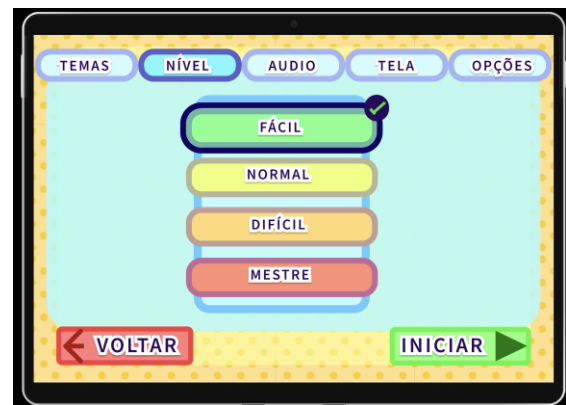 TEMAS NÍVEL AUDIO TELA OPÇÕES
FÁCIL
NORMAL
DIFÍCIL
MESTRE
VOLTAR INICIAR